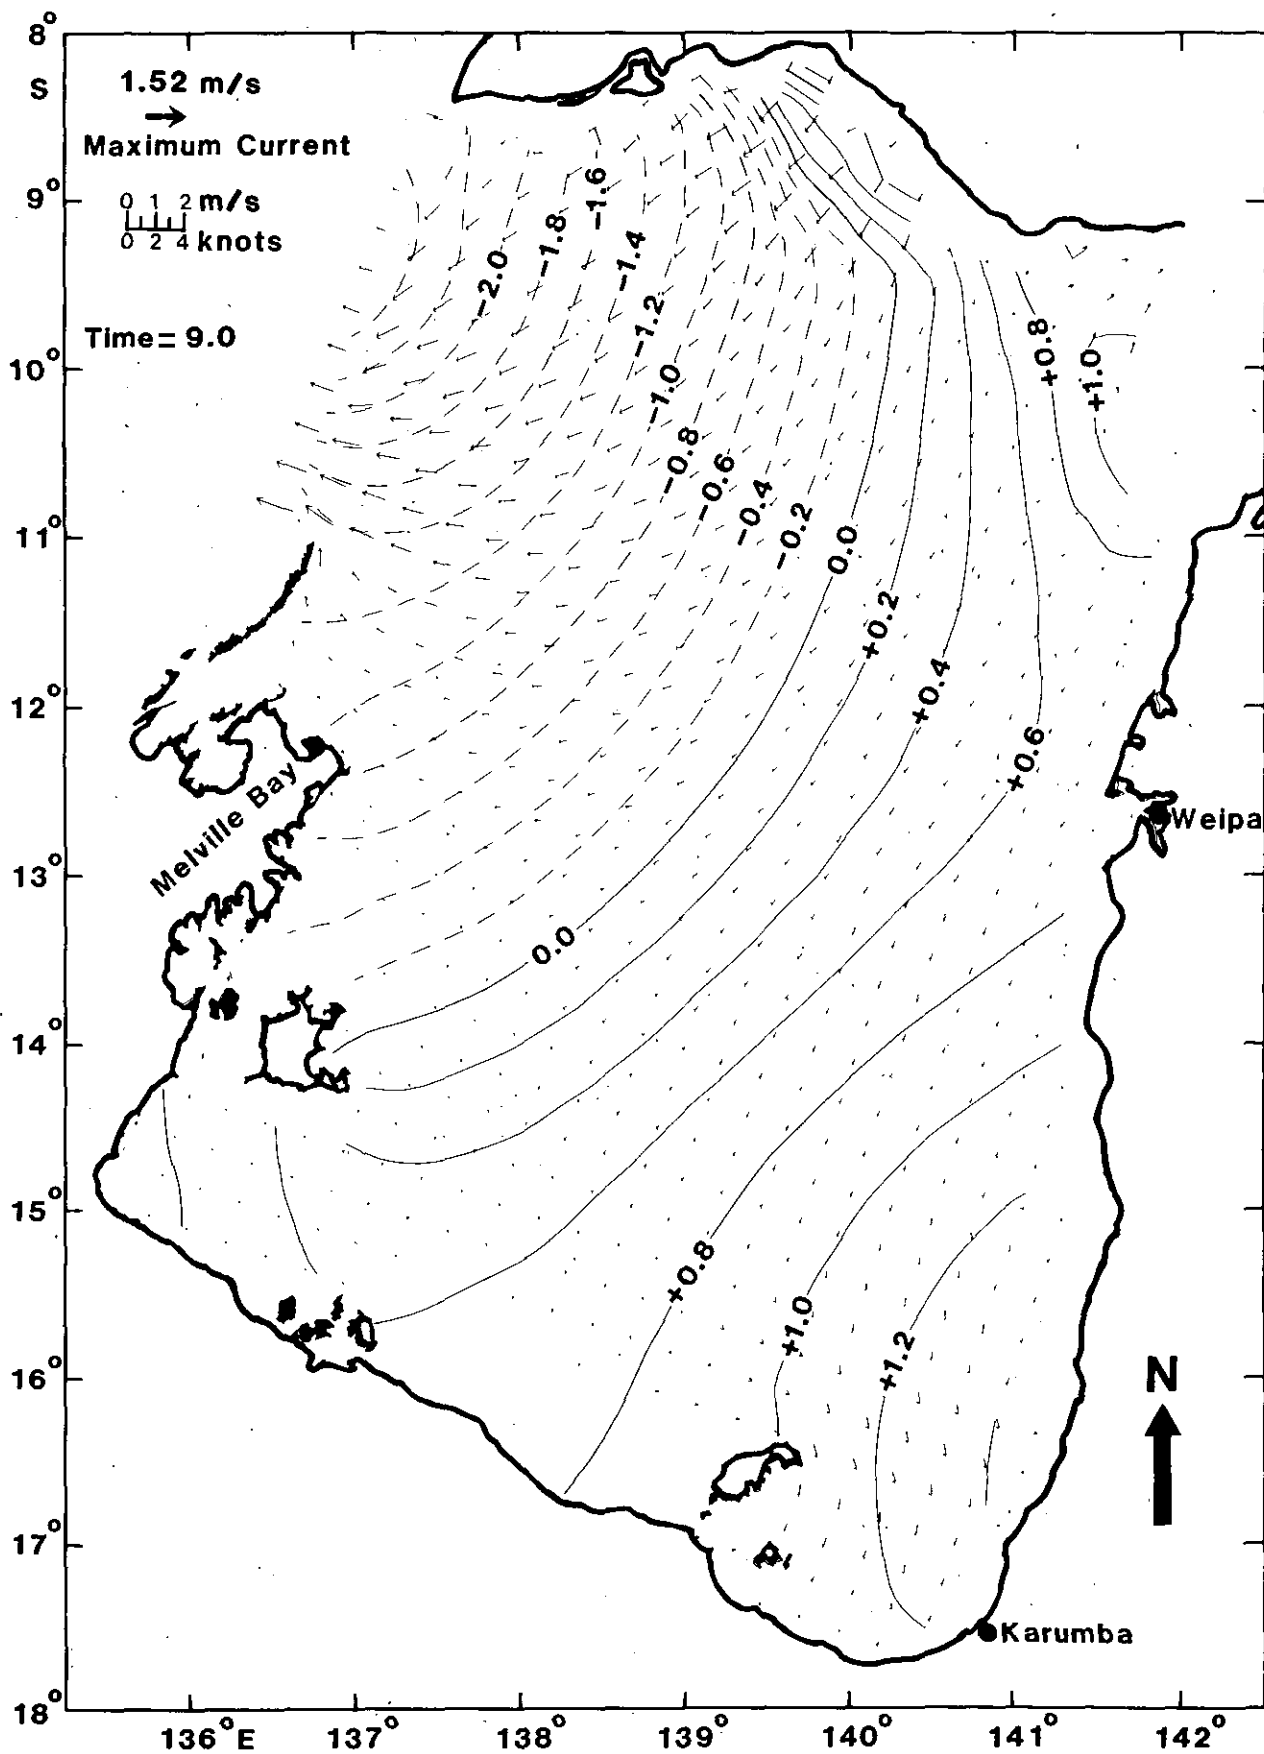 8°
S
1.52 m/s
Maximum Current
9°
0 1 2 m/s
0 2 4 knots
-1.6
-1.8
-1.4
-2.0
-1.2
Time= 9.0
+0.8
10°
+1.0
-1.0
-0.8
-0.6
-0.4
-0.2
11°
0.0
+0.2
+0.4
12°
+0.6
Melville Bay
Weipa
13°
0.0
14°
15°
+0.8
+1.0
+1.2
16°
N
17°
Karumba
18°
136°E 137° 138° 139° 140° 141° 142°